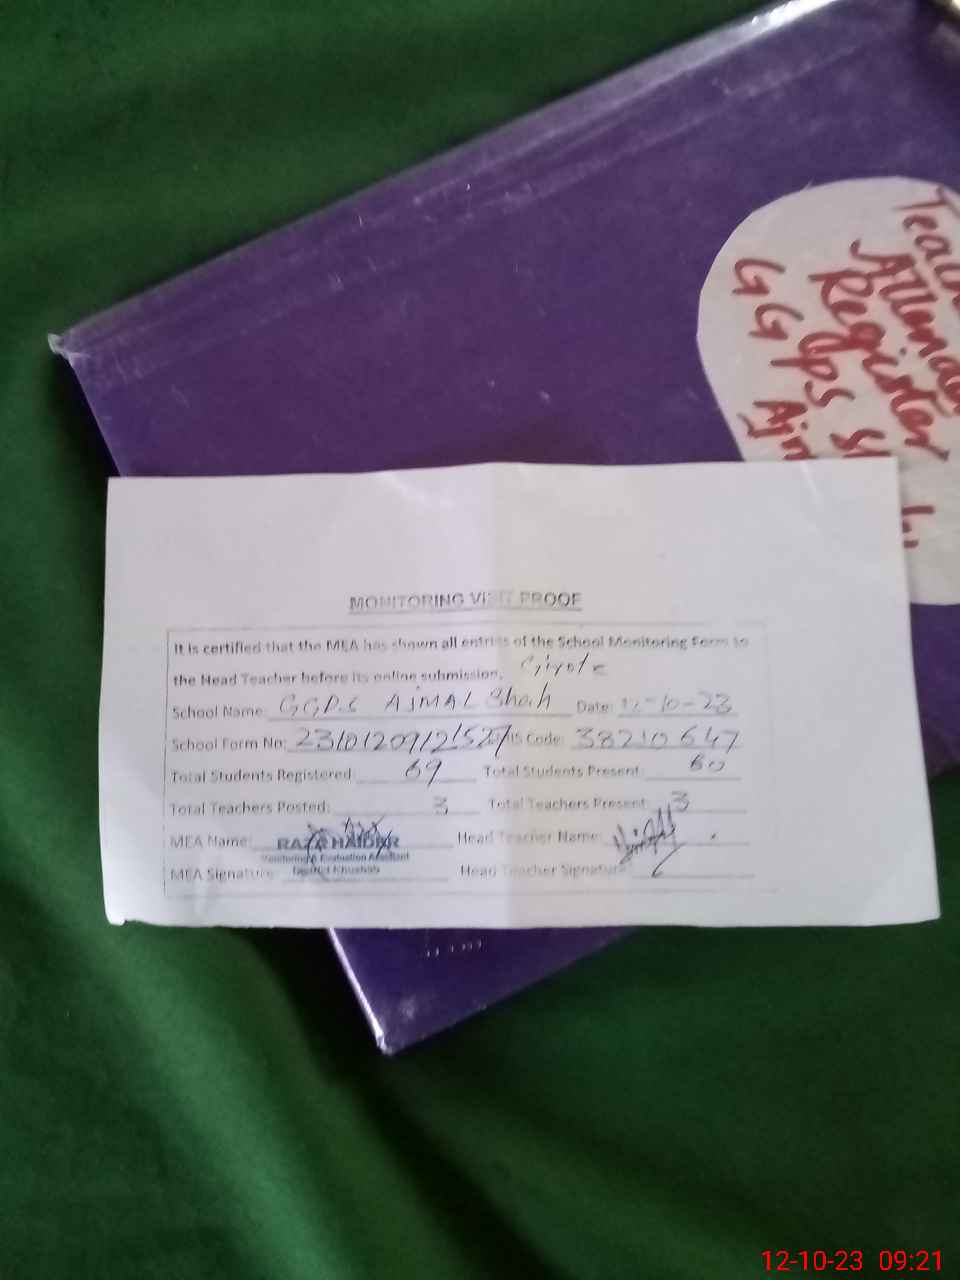 Attenda
Register
GGPS
MONITORING VISIT PROOF
It is certified that the MEA has shown all entries of the School Monitoring Form to
the Head Teacher before its online submission.
School Name: GGPS AJMAL Shah Date: 12-10-23
School Form No: Code: 38210647
Total Students Registered: 69 Total Students Present: 60
Total Teachers Posted: 3 Total Teachers Present: 3
MEA Name: RAZA HAIDER Head Teacher Name:
Monitoring & Evaluation Assistant
District Khushab
MEA Signature: Head Teacher Signature:
12-10-23 09:21